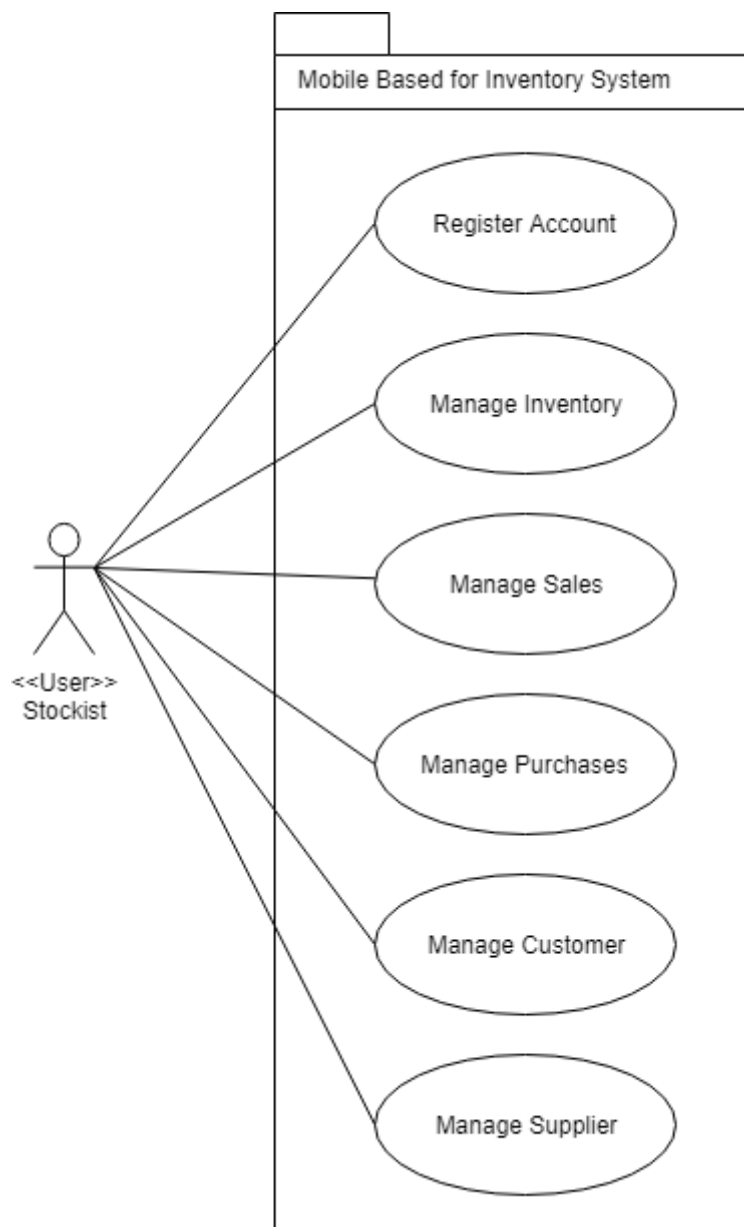 Mobile Based for Inventory System
Register Account
Manage Inventory
Manage Sales
<<User>>
Stockist
Manage Purchases
Manage Customer
Manage Supplier